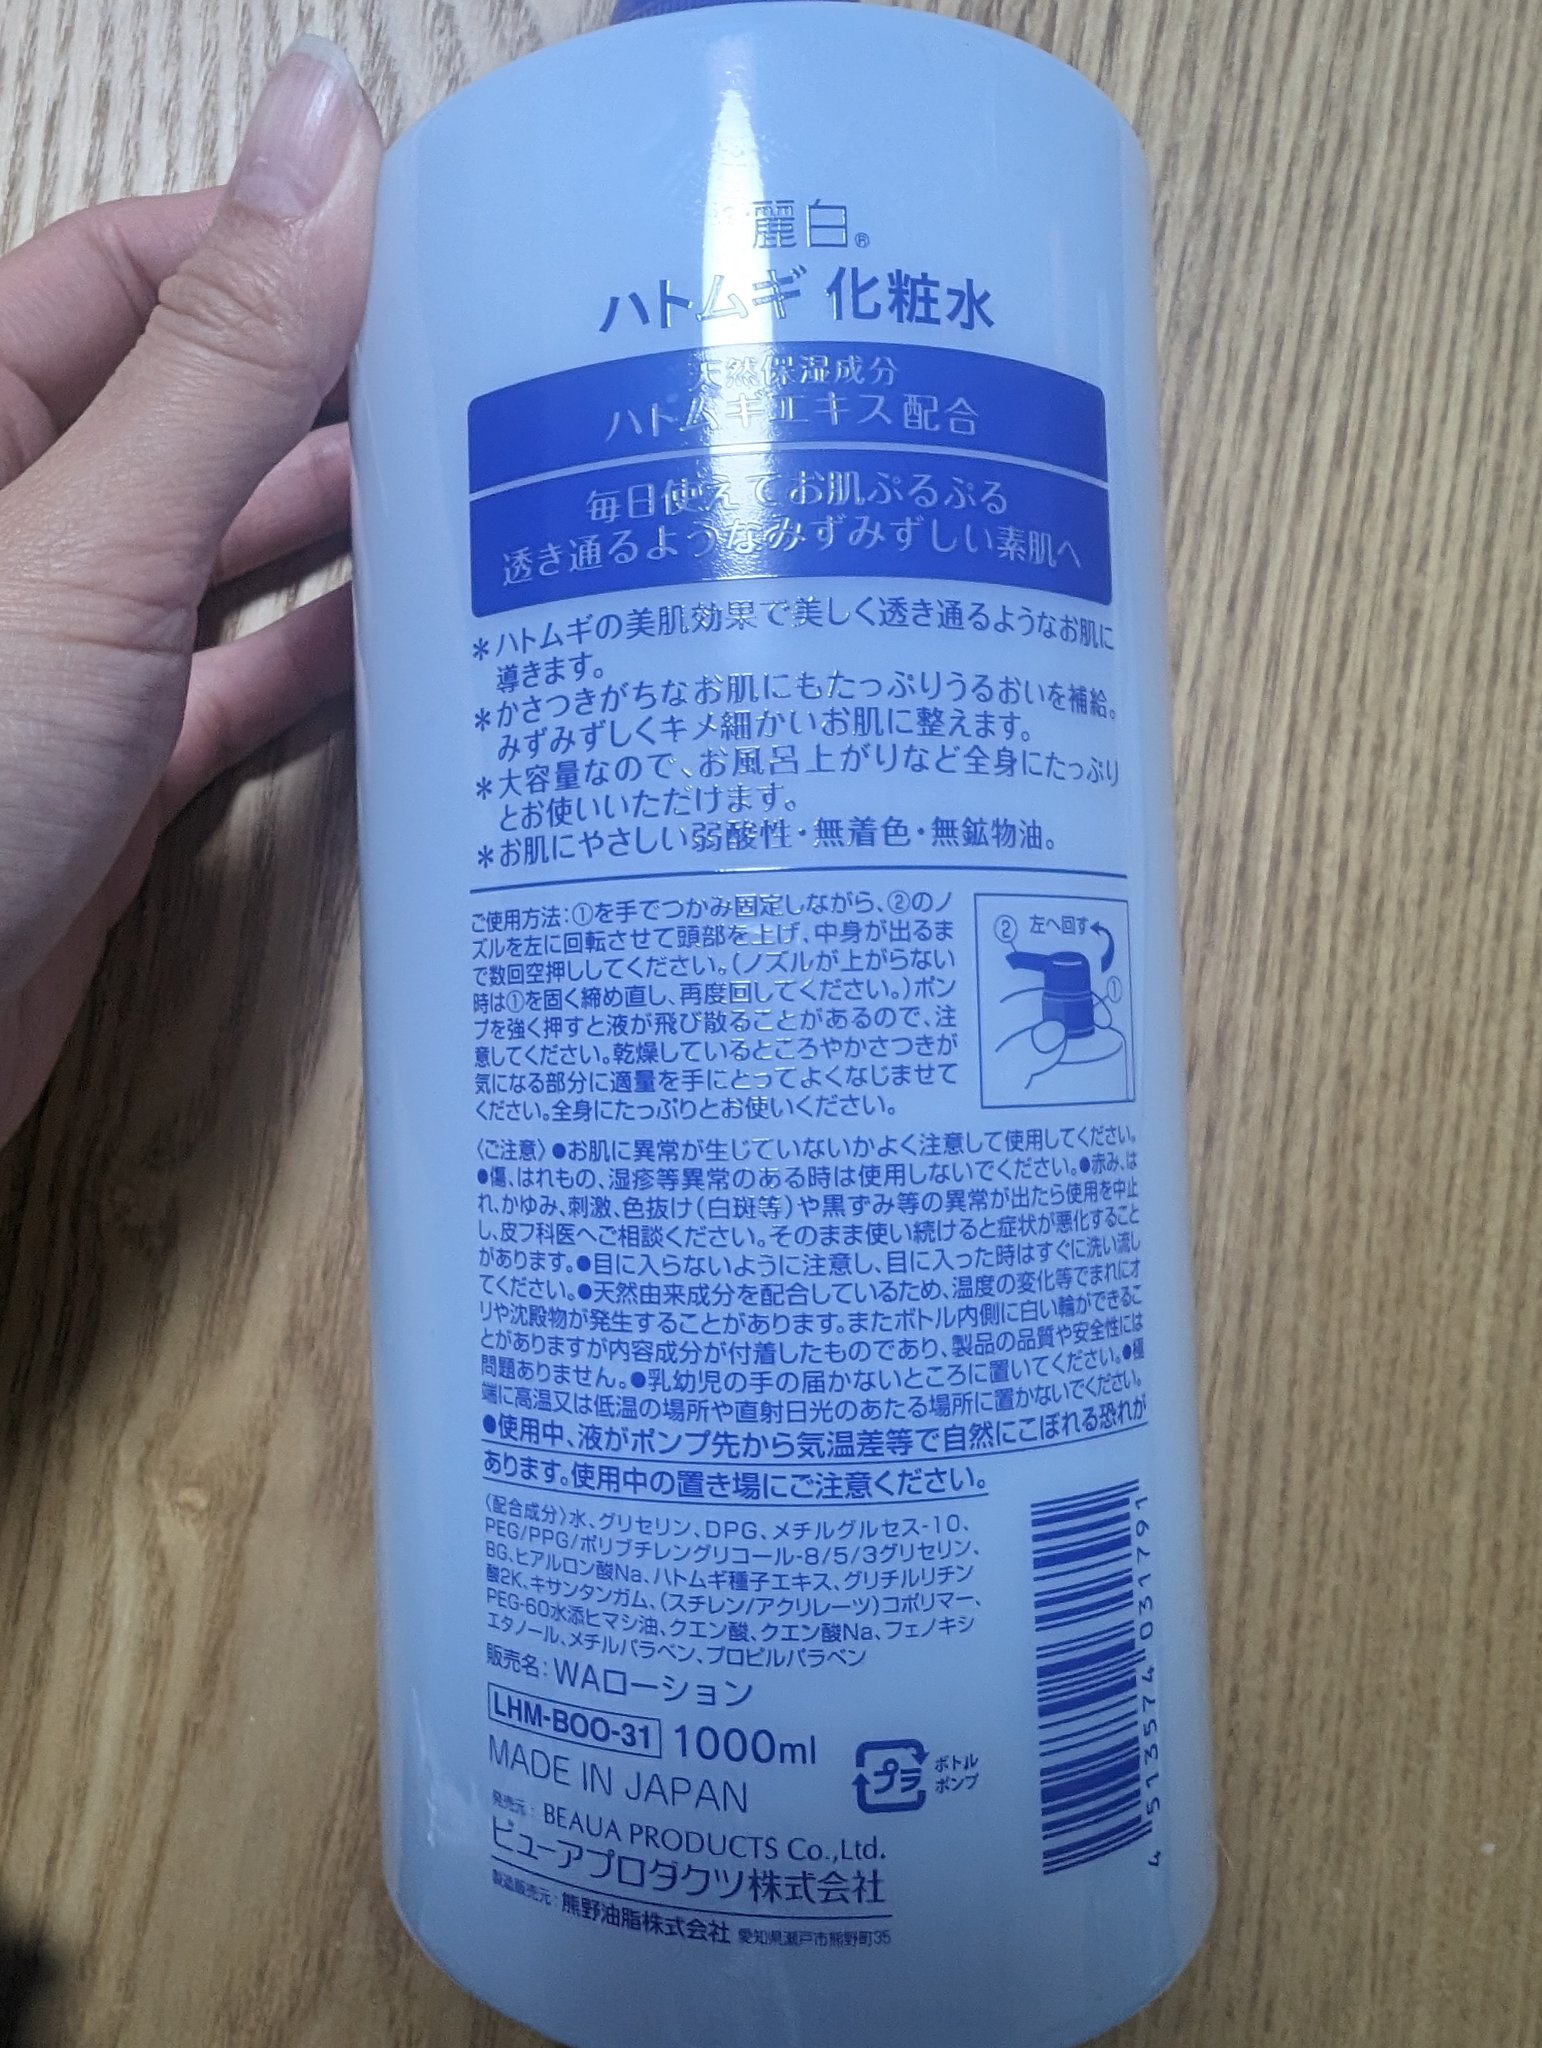 麗白®
ハトムギ 化粧水
天然保湿成分
ハトムギエキス配合
毎日使えてお肌ぷるぷる
透き通るようなみずみずしい素肌へ
*ハトムギの美肌効果で美しく透き通るようなお肌に
導きます。
*かさつきがちなお肌にもたっぷりうるおいを補給。
みずみずしくキメ細かいお肌に整えます。
*大容量なので、お風呂上がりなど全身にたっぷり
とお使いいただけます。
*お肌にやさしい弱酸性・無着色・無鉱物油。
ご使用方法:①を手でつかみ固定しながら、②のノ
ズルを左に回転させて頭部を上げ、中身が出るま
で数回空押ししてください。(ノズルが上がらない
時は①を固く締め直し、再度回してください。)ポン
プを強く押すと液が飛び散ることがあるので、注
意してください。乾燥しているところやかさつきが
気になる部分に適量を手にとってよくなじませて
ください。全身にたっぷりとお使いください。
② 左へ回す
①
〈ご注意〉●お肌に異常が生じていないかよく注意して使用してください。
●傷、はれもの、湿疹等異常のある時は使用しないでください。●赤み、は
れ、かゆみ、刺激、色抜け(白斑等)や黒ずみ等の異常が出たら使用を中止
し、皮フ科医へご相談ください。そのまま使い続けると症状が悪化すること
があります。●目に入らないように注意し、目に入った時はすぐに洗い流し
てください。●天然由来成分を配合しているため、温度の変化等でまれにオ
リや沈殿物が発生することがあります。またボトル内側に白い輪ができるこ
とがありますが内容成分が付着したものであり、製品の品質や安全性には
問題ありません。●乳幼児の手の届かないところに置いてください。●極
端に高温又は低温の場所や直射日光のあたる場所に置かないでください。
●使用中、液がポンプ先から気温差等で自然にこぼれる恐れが
あります。使用中の置き場にご注意ください。
〈配合成分〉水、グリセリン、DPG、メチルグルセス-10、
PEG/PPG/ポリブチレングリコール-8/5/3グリセリン、
BG、ヒアルロン酸Na、ハトムギ種子エキス、グリチルリチン
酸2K、キサンタンガム、(スチレン/アクリレーツ)コポリマー、
PEG-60水添ヒマシ油、クエン酸、クエン酸Na、フェノキシ
エタノール、メチルパラベン、プロピルパラベン
販売名:WAローション
LHM-BOO-31 1000ml
MADE IN JAPAN
プラ ボトル
ポンプ
発売元: BEAUA PRODUCTS Co.,Ltd.
ビューアプロダクツ株式会社
製造販売元: 熊野油脂株式会社 愛知県瀬戸市熊野町35
4 513574 031791